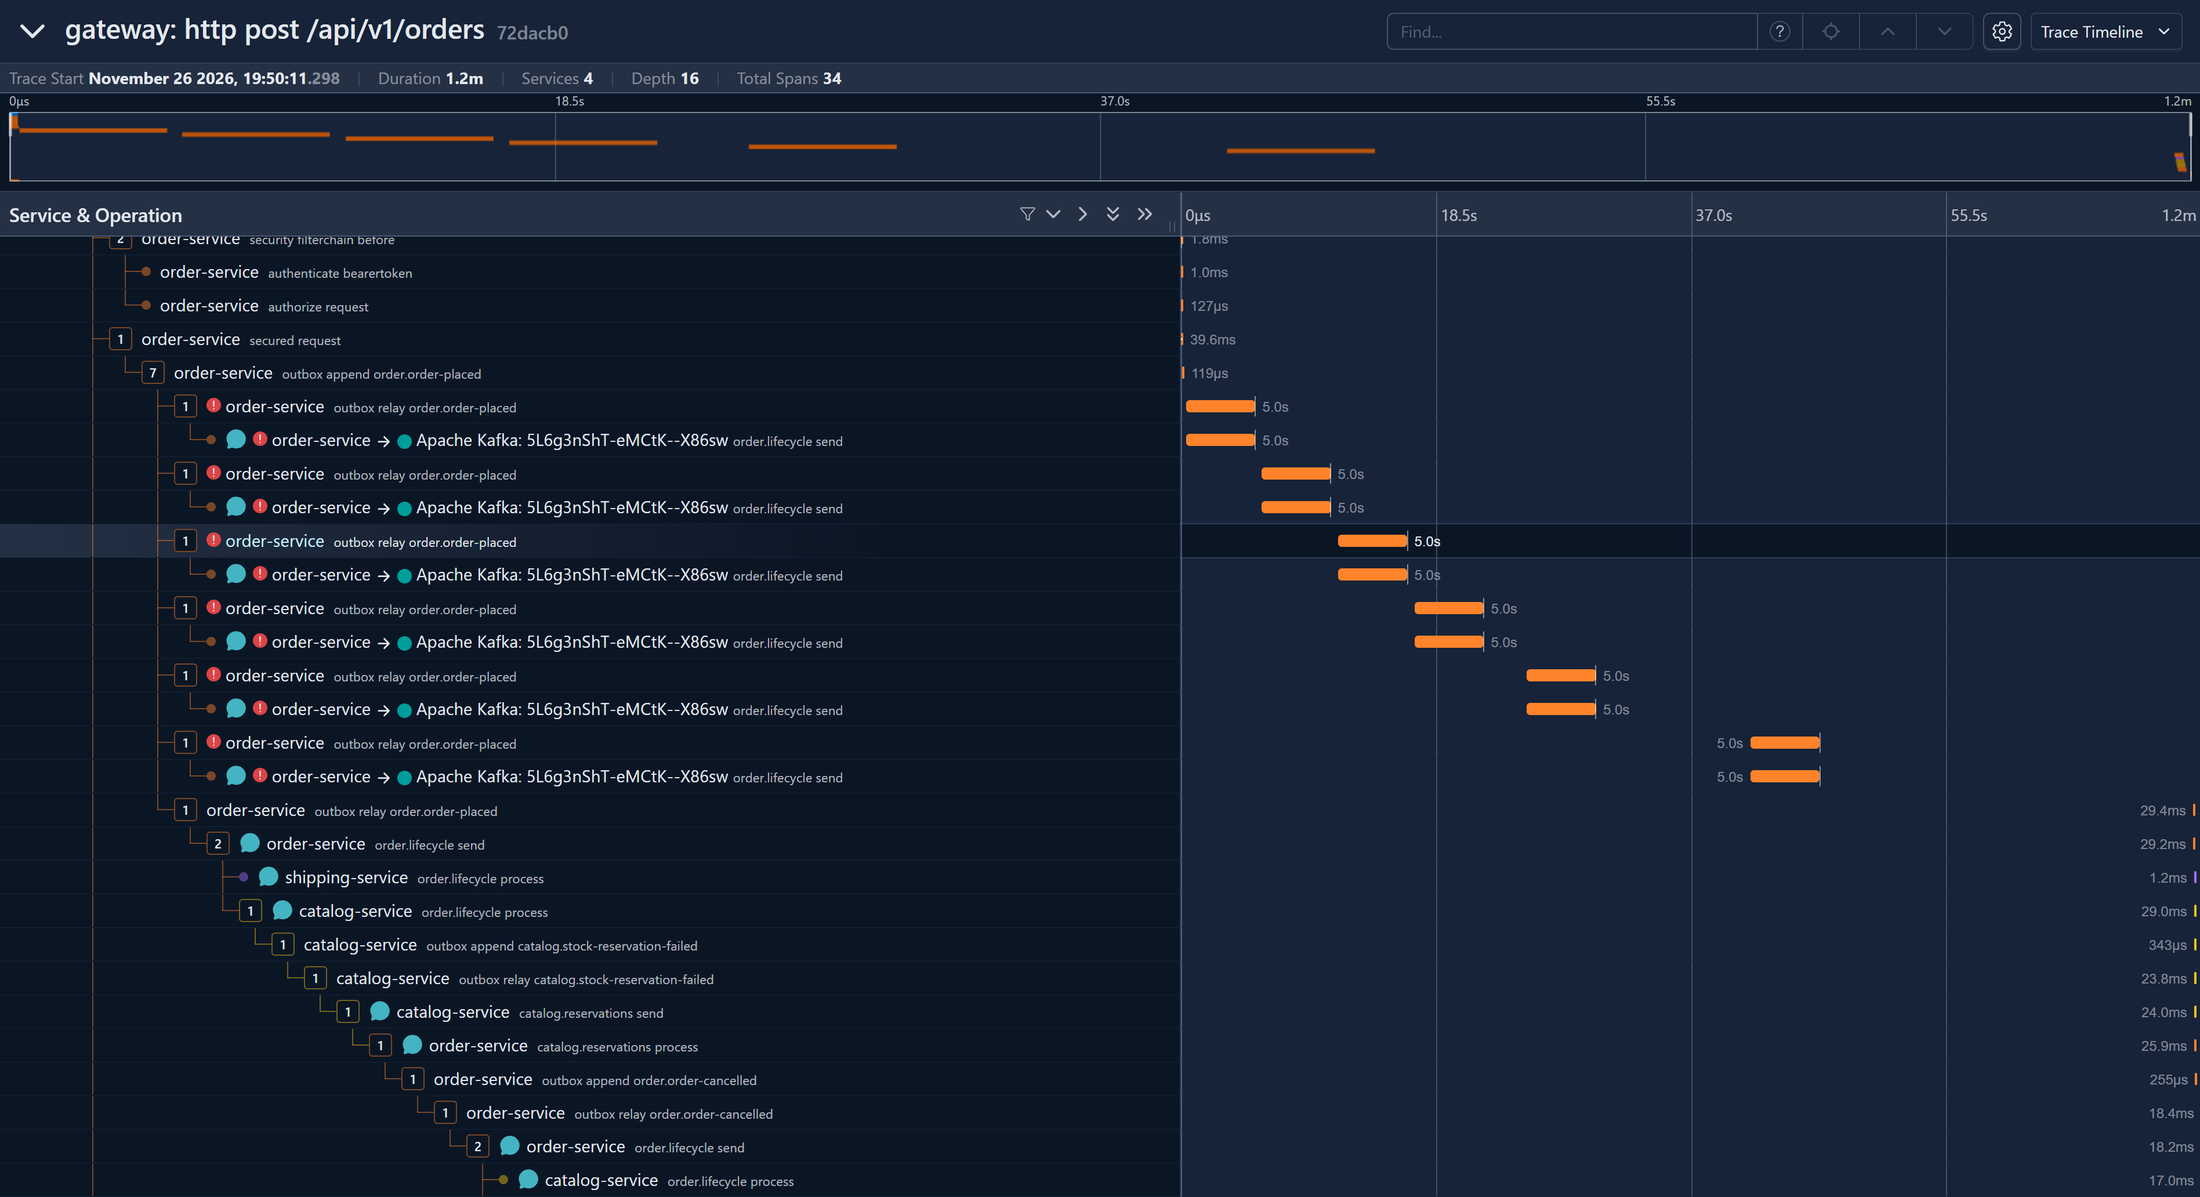 gateway: http post /api/v1/orders 72dacb0 Find... ? Trace Timeline
Trace Start November 26 2026, 19:50:11.298 Duration 1.2m Services 4 Depth 16 Total Spans 34
0μs 18.5s 37.0s 55.5s 1.2m
Service & Operation 0μs 18.5s 37.0s 55.5s 1.2m
2 order-service security filterchain before 1.8ms
order-service authenticate bearertoken 1.0ms
order-service authorize request 127μs
1 order-service secured request 39.6ms
7 order-service outbox append order.order-placed 119μs
1 ! order-service outbox relay order.order-placed 5.0s
! order-service → Apache Kafka: 5L6g3nShT-eMCtK--X86sw order.lifecycle send 5.0s
1 ! order-service outbox relay order.order-placed 5.0s
! order-service → Apache Kafka: 5L6g3nShT-eMCtK--X86sw order.lifecycle send 5.0s
1 ! order-service outbox relay order.order-placed 5.0s
! order-service → Apache Kafka: 5L6g3nShT-eMCtK--X86sw order.lifecycle send 5.0s
1 ! order-service outbox relay order.order-placed 5.0s
! order-service → Apache Kafka: 5L6g3nShT-eMCtK--X86sw order.lifecycle send 5.0s
1 ! order-service outbox relay order.order-placed 5.0s
! order-service → Apache Kafka: 5L6g3nShT-eMCtK--X86sw order.lifecycle send 5.0s
1 ! order-service outbox relay order.order-placed 5.0s
! order-service → Apache Kafka: 5L6g3nShT-eMCtK--X86sw order.lifecycle send 5.0s
1 order-service outbox relay order.order-placed 29.4ms
2 order-service order.lifecycle send 29.2ms
shipping-service order.lifecycle process 1.2ms
1 catalog-service order.lifecycle process 29.0ms
1 catalog-service outbox append catalog.stock-reservation-failed 343μs
1 catalog-service outbox relay catalog.stock-reservation-failed 23.8ms
1 catalog-service catalog.reservations send 24.0ms
1 order-service catalog.reservations process 25.9ms
1 order-service outbox append order.order-cancelled 255μs
1 order-service outbox relay order.order-cancelled 18.4ms
2 order-service order.lifecycle send 18.2ms
catalog-service order.lifecycle process 17.0ms